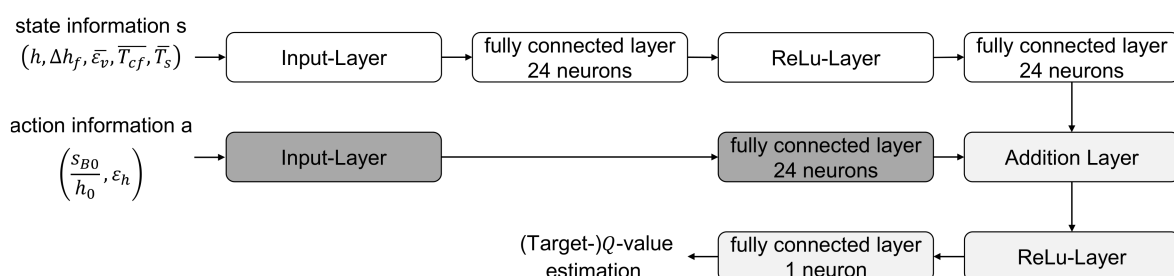 state information s
(h, Δh_f, ε̅_v, T̅_cf, T̅_s)
Input-Layer
fully connected layer
24 neurons
ReLu-Layer
fully connected layer
24 neurons
action information a
(s_B0/h_0, ε_h)
Input-Layer
fully connected layer
24 neurons
Addition Layer
(Target-)Q-value
estimation
fully connected layer
1 neuron
ReLu-Layer